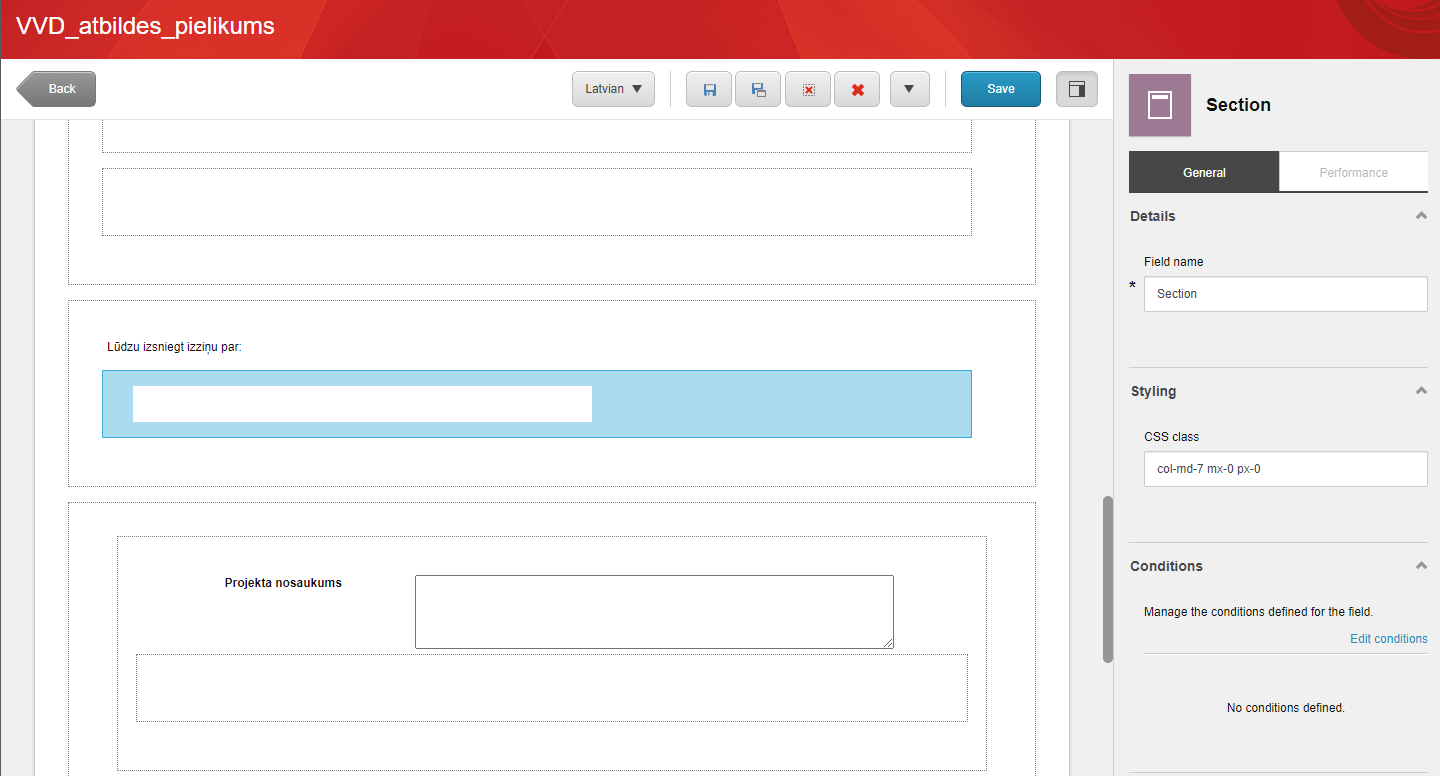 VVD_atbildes_pielikums
Back
Latvian
Save
Section
General
Performance
Details
Field name
*
Section
Lūdzu izsniegt izziņu par:
Styling
CSS class
col-md-7 mx-0 px-0
Conditions
Projekta nosaukums
Manage the conditions defined for the field.
Edit conditions
No conditions defined.